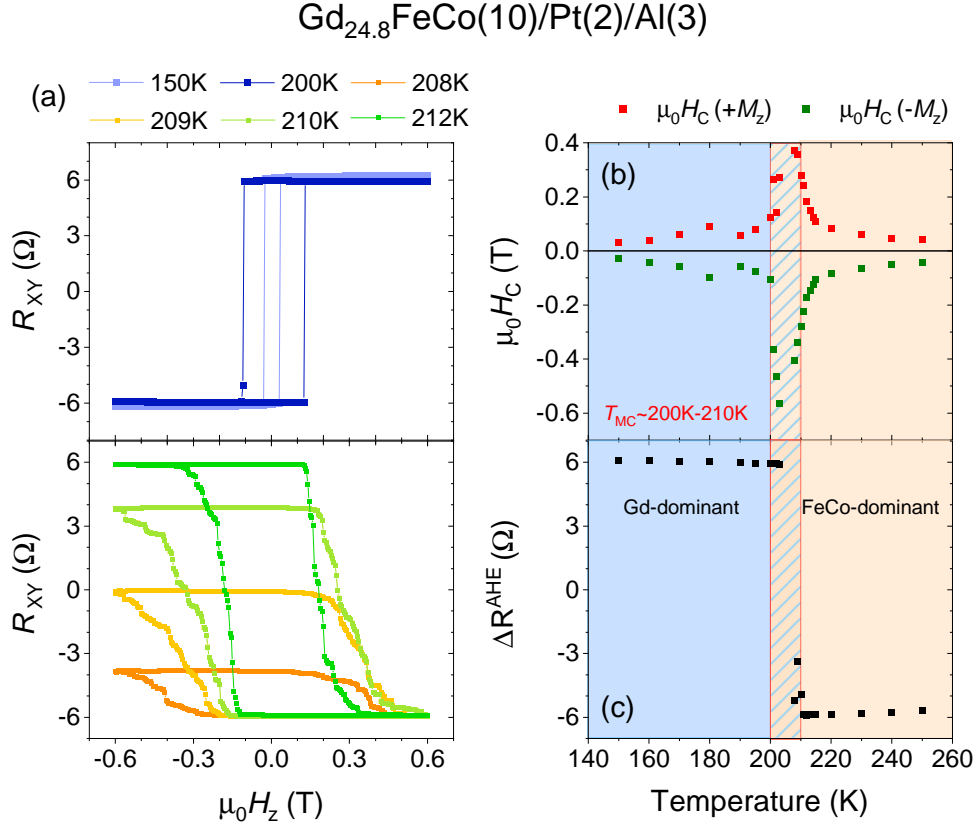 Gd24.8FeCo(10)/Pt(2)/Al(3)
(a)
150K 200K 208K
209K 210K 212K
6
3
0
-3
-6
RXY (Ω)
6
3
0
-3
-6
RXY (Ω)
-0.6 -0.3 0.0 0.3 0.6
μ0Hz (T)
μ0HC (+Mz) μ0HC (-Mz)
(b)
0.4
0.2
0.0
-0.2
-0.4
-0.6
μ0HC (T)
TMC~200K-210K
6
3
0
-3
-6
ΔR^AHE (Ω)
Gd-dominant FeCo-dominant
(c)
140 160 180 200 220 240 260
Temperature (K)